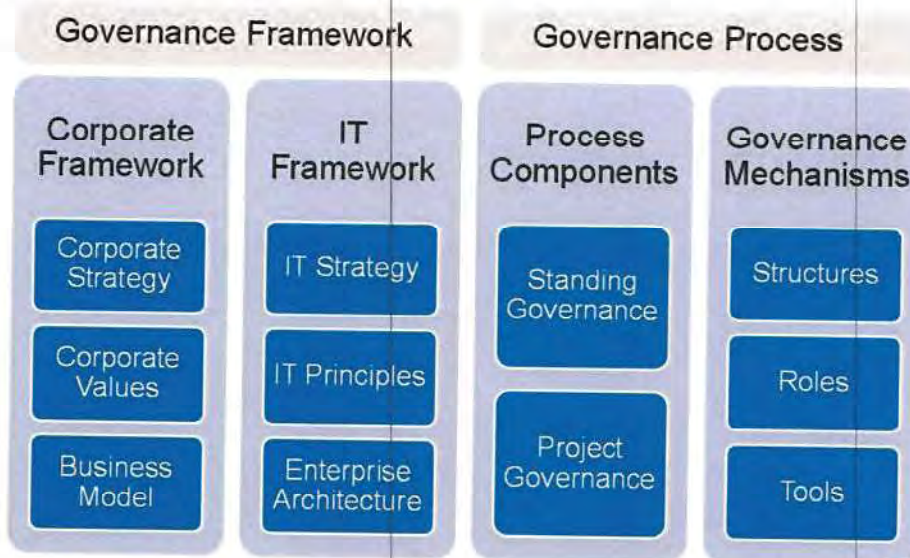 Governance Framework
Governance Process
Corporate
Framework
Corporate
Strategy
Corporate
Values
Business
Model
IT
Framework
IT Strategy
IT Principles
Enterprise
Architecture
Process
Components
Standing
Governance
Project
Governance
Governance
Mechanisms
Structures
Roles
Tools